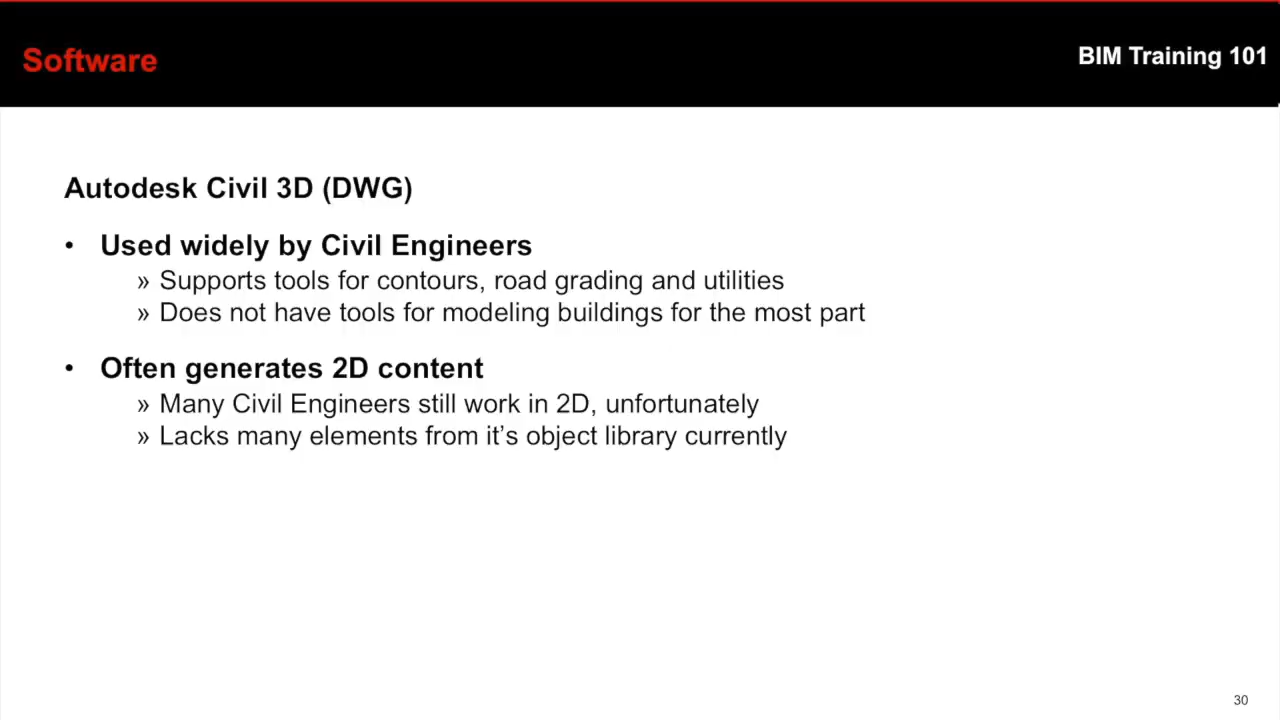 Software
BIM Training 101
Autodesk Civil 3D (DWG)
• Used widely by Civil Engineers
» Supports tools for contours, road grading and utilities
» Does not have tools for modeling buildings for the most part
• Often generates 2D content
» Many Civil Engineers still work in 2D, unfortunately
» Lacks many elements from it’s object library currently
30